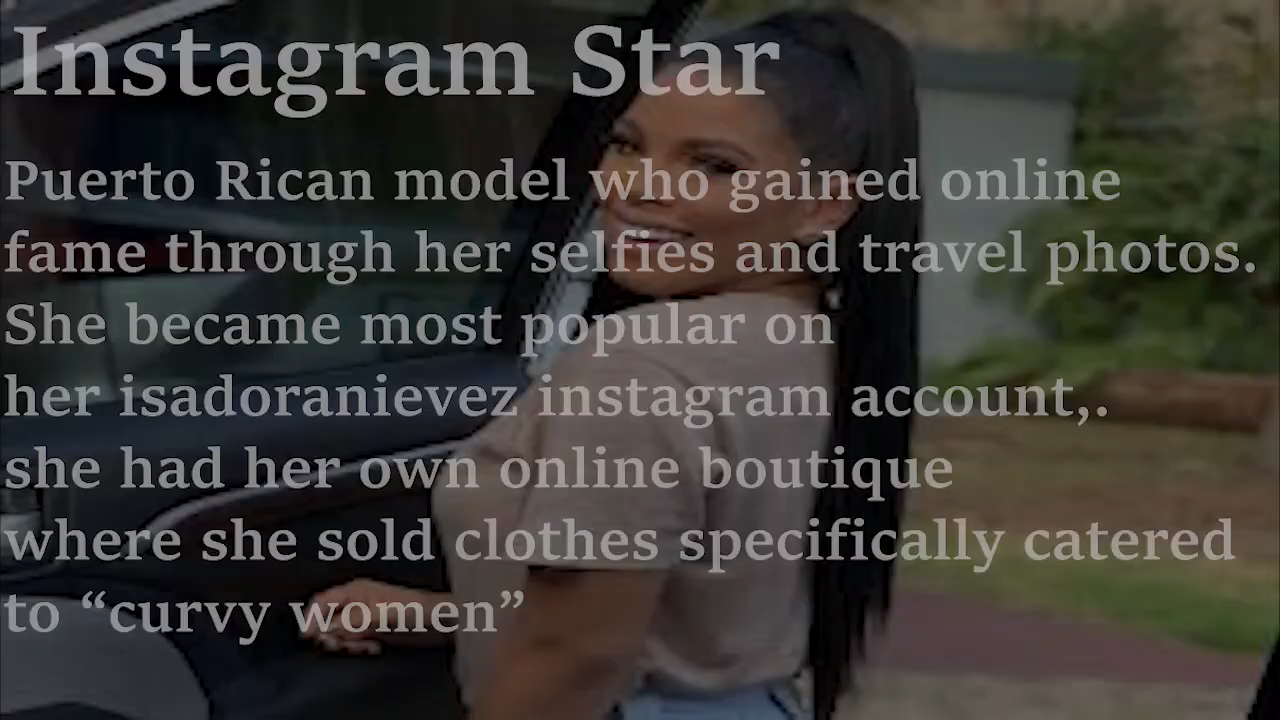 Instagram Star
Puerto Rican model who gained online
fame through her selfies and travel photos.
She became most popular on
her isadoranievez instagram account,.
she had her own online boutique
where she sold clothes specifically catered
to “curvy women”